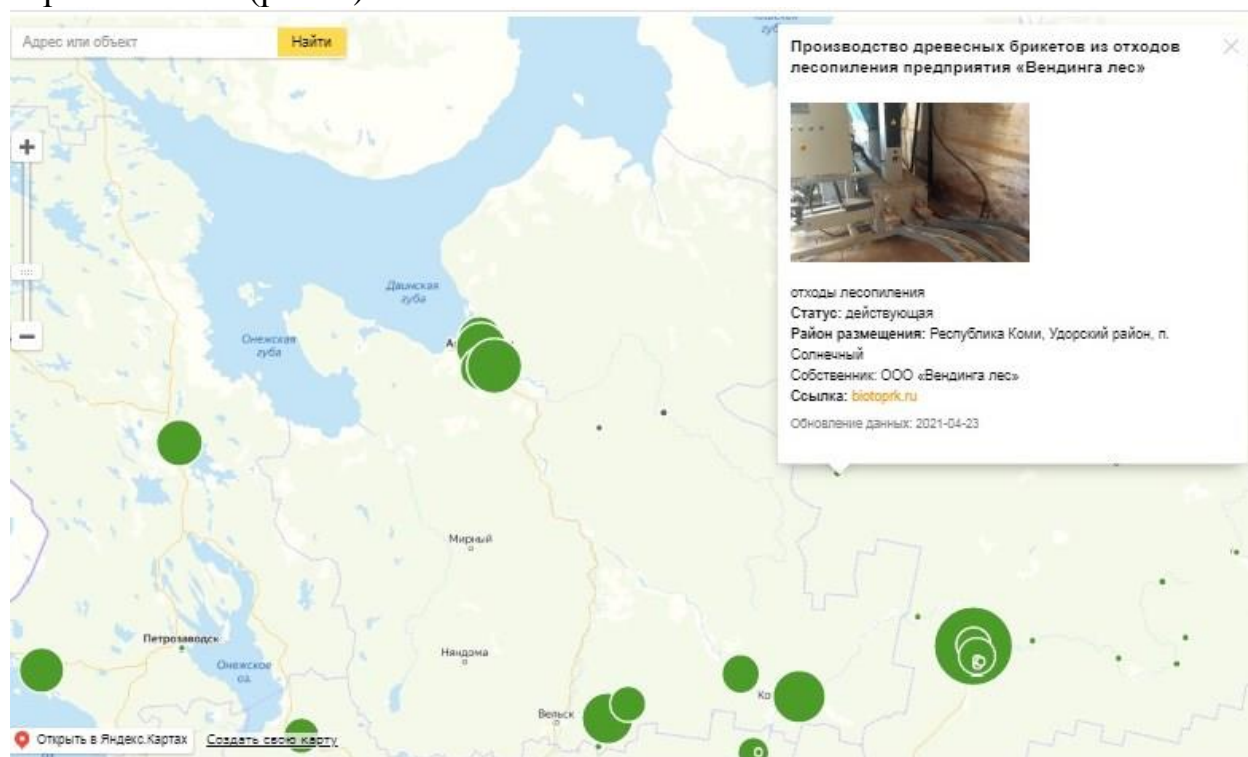 Адрес или объект
Найти
губа
Производство древесных брикетов из отходов
лесопиления предприятия «Вендинга лес»
отходы лесопиления
Статус: действующая
Район размещения: Республика Коми, Удорский район, п.
Солнечный
Собственник: ООО «Вендинга лес»
Ссылка: biotoprk.ru
Обновление данных: 2021-04-23
Двинская
губа
Онежская
губа
Мирный
Петрозаводск
Няндома
Онежское
оз.
Вельск
Открыть в Яндекс.Картах
Создать свою карту